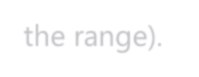 the range).